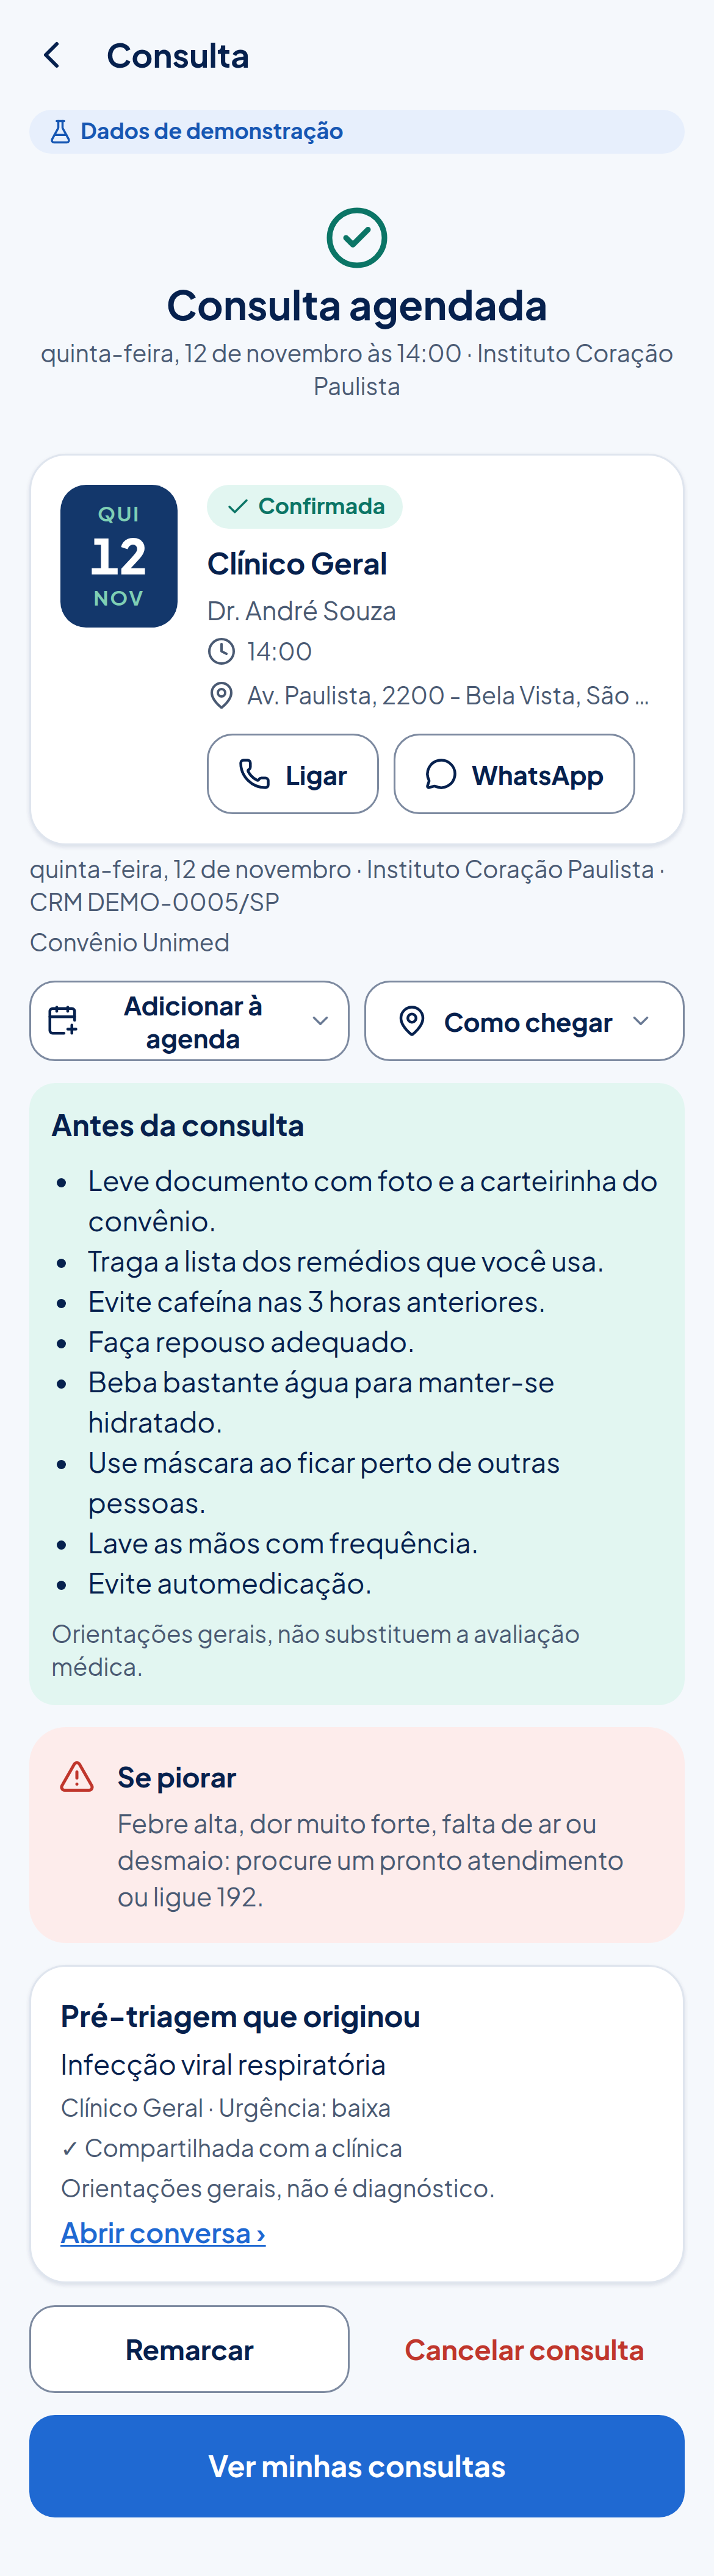 Consulta
Dados de demonstração
Consulta agendada
quinta-feira, 12 de novembro às 14:00 · Instituto Coração
Paulista
QUI
12
NOV
Confirmada
Clínico Geral
Dr. André Souza
14:00
Av. Paulista, 2200 - Bela Vista, São ...
Ligar
WhatsApp
quinta-feira, 12 de novembro · Instituto Coração Paulista ·
CRM DEMO-0005/SP
Convênio Unimed
Adicionar à
agenda
Como chegar
Antes da consulta
• Leve documento com foto e a carteirinha do
convênio.
• Traga a lista dos remédios que você usa.
• Evite cafeína nas 3 horas anteriores.
• Faça repouso adequado.
• Beba bastante água para manter-se
hidratado.
• Use máscara ao ficar perto de outras
pessoas.
• Lave as mãos com frequência.
• Evite automedicação.
Orientações gerais, não substituem a avaliação
médica.
Se piorar
Febre alta, dor muito forte, falta de ar ou
desmaio: procure um pronto atendimento
ou ligue 192.
Pré-triagem que originou
Infecção viral respiratória
Clínico Geral · Urgência: baixa
✓ Compartilhada com a clínica
Orientações gerais, não é diagnóstico.
Abrir conversa ›
Remarcar
Cancelar consulta
Ver minhas consultas